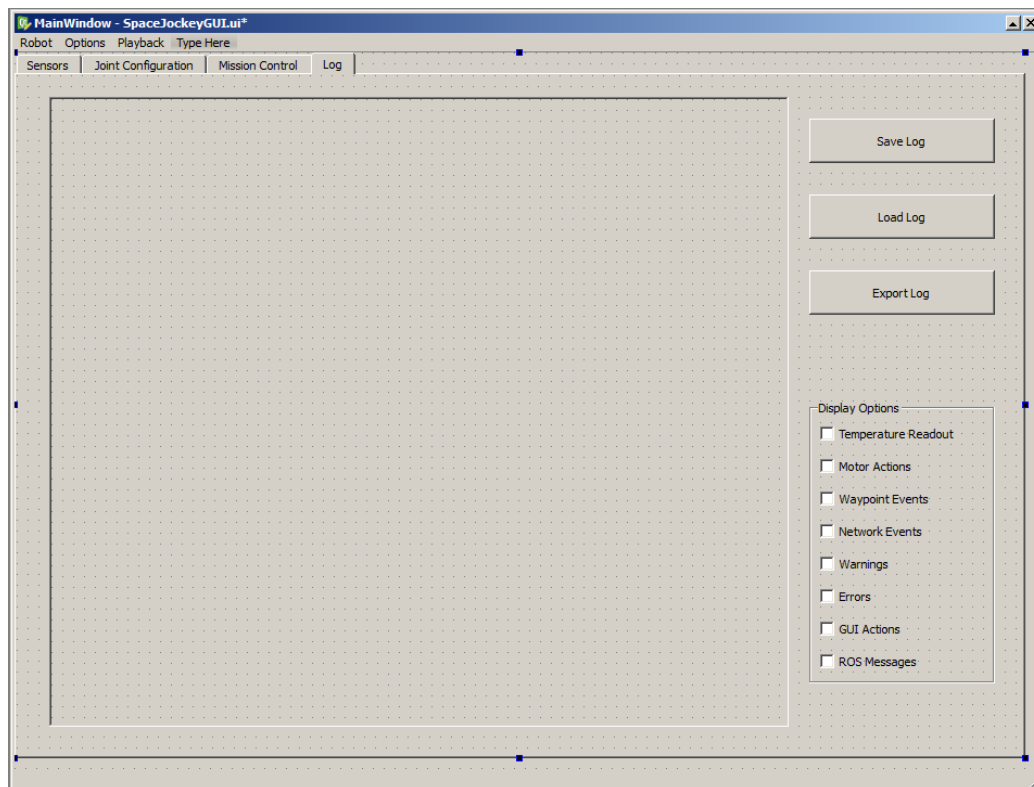 MainWindow - SpaceJockeyGUI.ui*
Robot Options Playback Type Here
Sensors Joint Configuration Mission Control Log
Save Log
Load Log
Export Log
Display Options
Temperature Readout
Motor Actions
Waypoint Events
Network Events
Warnings
Errors
GUI Actions
ROS Messages